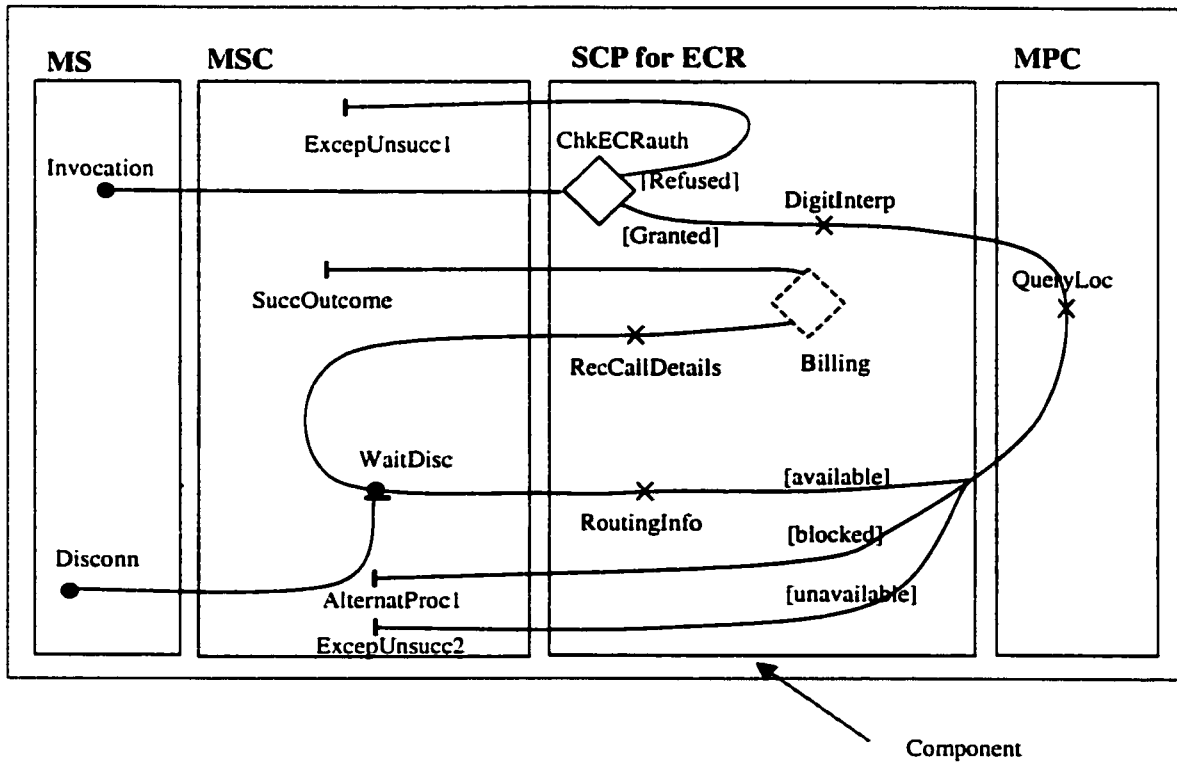 MS
MSC
SCP for ECR
MPC
ExcepUnsucc1
ChkECRauth
Invocation
[Refused]
DigitInterp
[Granted]
QueryLoc
SuccOutcome
RecCallDetails
Billing
WaitDisc
[available]
RoutingInfo
[blocked]
Disconn
AlternatProc1
[unavailable]
ExcepUnsucc2
Component